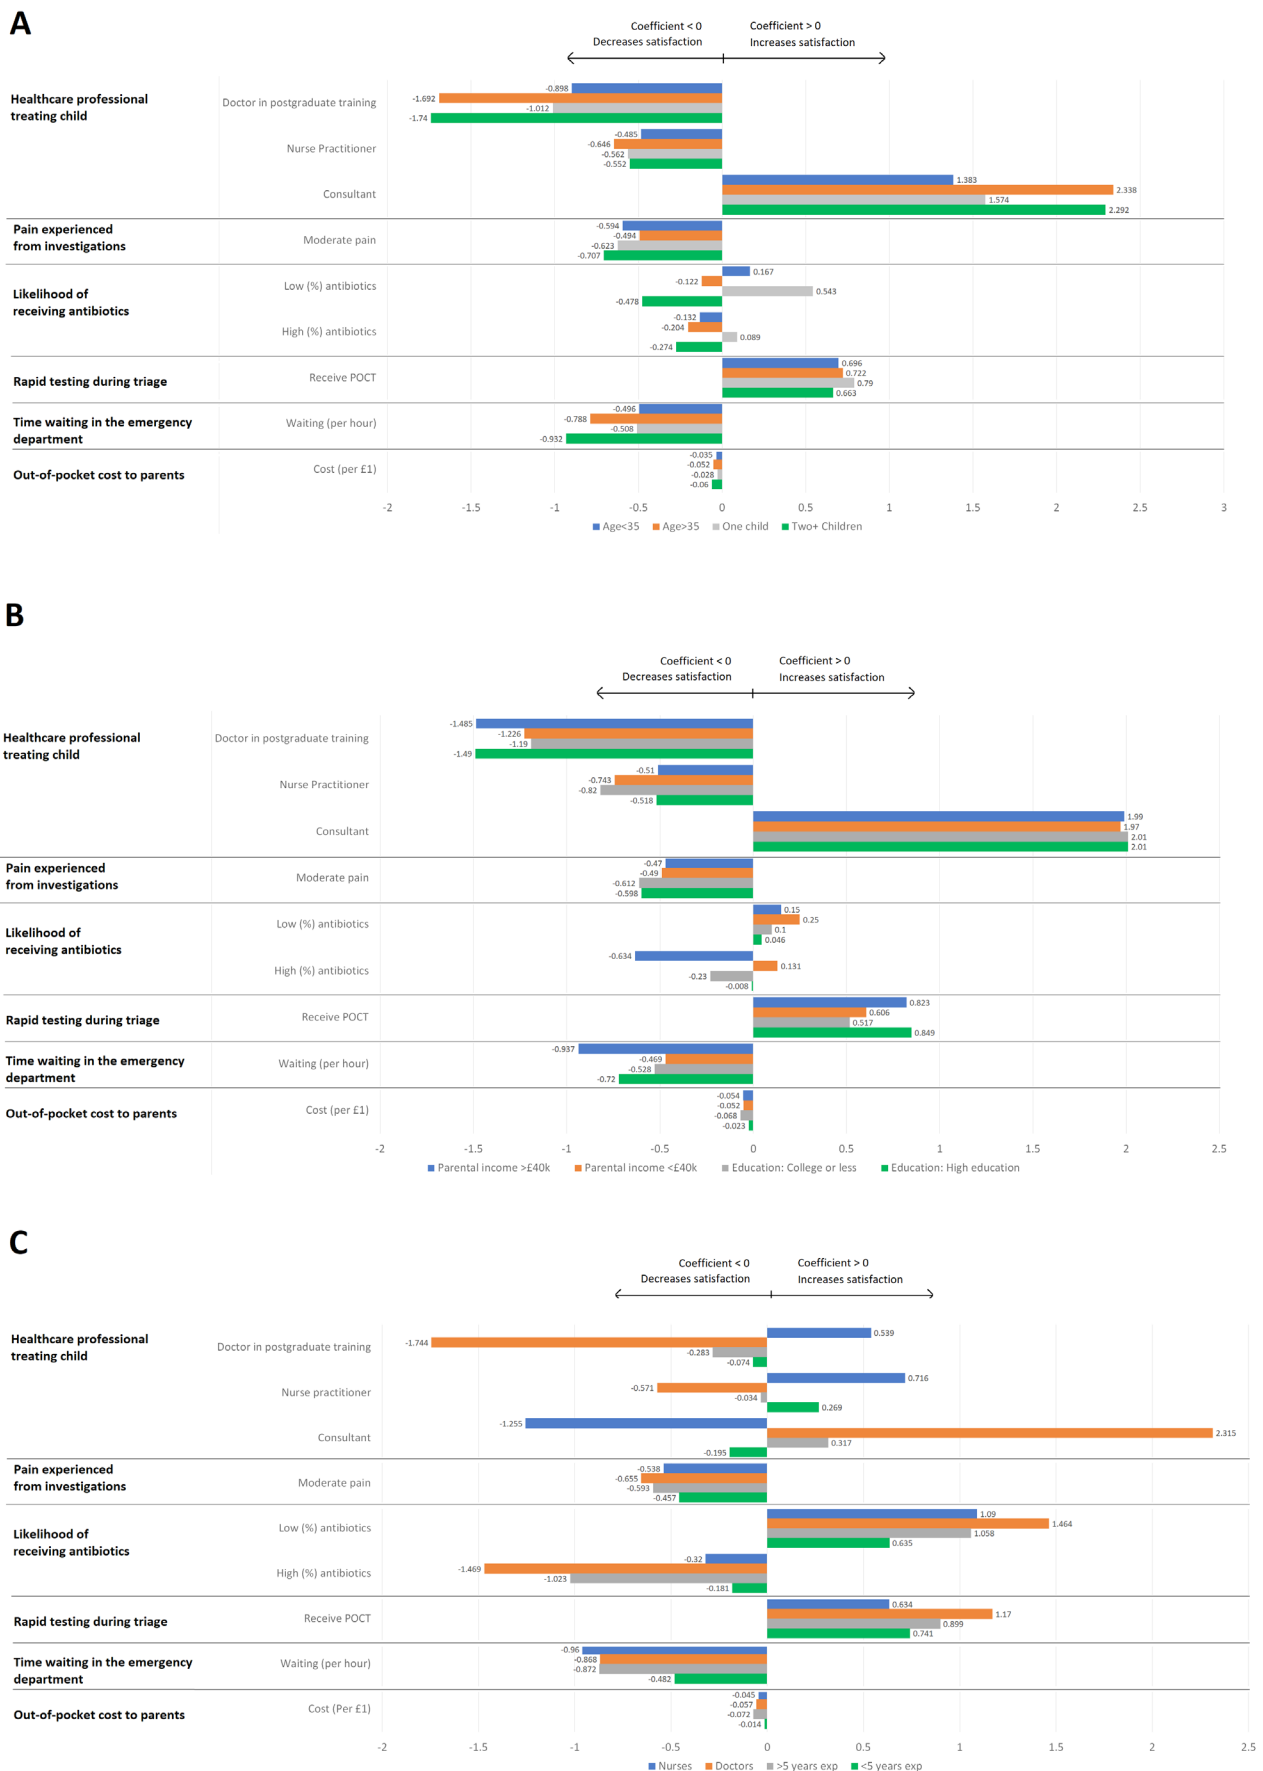 A
Coefficient < 0
Decreases satisfaction
Coefficient > 0
Increases satisfaction
Healthcare professional
treating child
Doctor in postgraduate training
-0.898
-1.692
-1.012
-1.74
Nurse Practitioner
-0.485
-0.646
-0.562
-0.552
Consultant
1.383
2.338
1.574
2.292
Pain experienced
from investigations
Moderate pain
-0.594
-0.494
-0.623
-0.707
Likelihood of
receiving antibiotics
Low (%) antibiotics
0.167
-0.122
0.543
-0.478
High (%) antibiotics
-0.132
-0.204
0.089
-0.274
Rapid testing during triage
Receive POCT
0.696
0.722
0.79
0.663
Time waiting in the emergency
department
Waiting (per hour)
-0.496
-0.788
-0.508
-0.932
Out-of-pocket cost to parents
Cost (per £1)
-0.035
-0.052
-0.028
-0.06
-2 -1.5 -1 -0.5 0 0.5 1 1.5 2 2.5 3
Age<35 Age>35 One child Two+ Children
B
Coefficient < 0
Decreases satisfaction
Coefficient > 0
Increases satisfaction
Healthcare professional
treating child
Doctor in postgraduate training
-1.485
-1.226
-1.19
-1.49
Nurse Practitioner
-0.51
-0.743
-0.82
-0.518
Consultant
1.99
1.97
2.01
2.01
Pain experienced
from investigations
Moderate pain
-0.47
-0.49
-0.612
-0.598
Likelihood of
receiving antibiotics
Low (%) antibiotics
0.15
0.25
0.1
0.046
High (%) antibiotics
-0.634
0.131
-0.23
-0.008
Rapid testing during triage
Receive POCT
0.823
0.606
0.517
0.849
Time waiting in the emergency
department
Waiting (per hour)
-0.937
-0.469
-0.528
-0.72
Out-of-pocket cost to parents
Cost (per £1)
-0.054
-0.052
-0.068
-0.023
-2 -1.5 -1 -0.5 0 0.5 1 1.5 2 2.5
Parental income >£40k Parental income <£40k Education: College or less Education: High education
C
Coefficient < 0
Decreases satisfaction
Coefficient > 0
Increases satisfaction
Healthcare professional
treating child
Doctor in postgraduate training
0.539
-1.744
-0.283
-0.074
Nurse practitioner
0.716
-0.571
-0.034
0.269
Consultant
-1.255
2.315
0.317
-0.195
Pain experienced
from investigations
Moderate pain
-0.538
-0.655
-0.593
-0.457
Likelihood of
receiving antibiotics
Low (%) antibiotics
1.09
1.464
1.058
0.635
High (%) antibiotics
-0.32
-1.469
-1.023
-0.181
Rapid testing during triage
Receive POCT
0.634
1.17
0.899
0.741
Time waiting in the emergency
department
Waiting (per hour)
-0.96
-0.868
-0.872
-0.482
Out-of-pocket cost to parents
Cost (Per £1)
-0.045
-0.057
-0.072
-0.014
-2 -1.5 -1 -0.5 0 0.5 1 1.5 2 2.5
Nurses Doctors >5 years exp <5 years exp